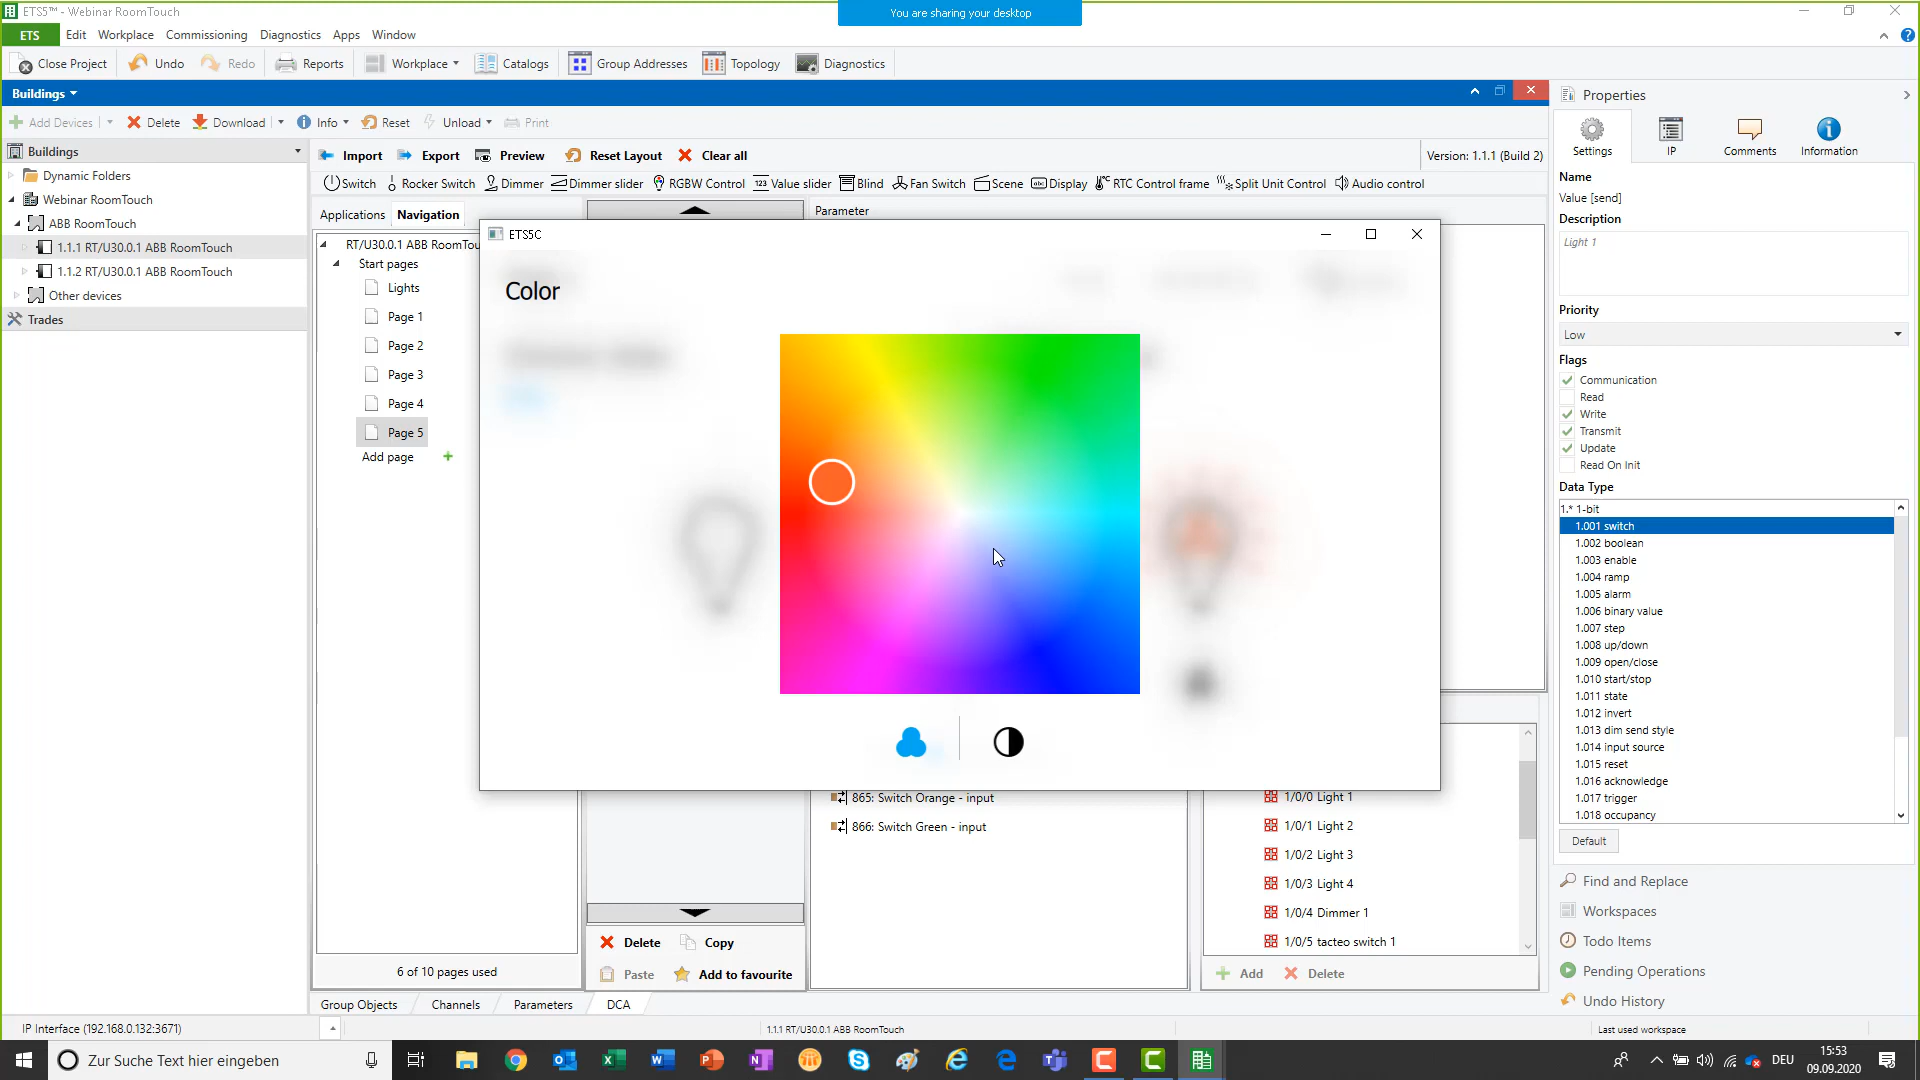 ETS5™ - Webinar RoomTouch
You are sharing your desktop
ETS Edit Workplace Commissioning Diagnostics Apps Window
Close Project Undo Redo Reports Workplace Catalogs Group Addresses Topology Diagnostics
Buildings
Add Devices Delete Download Info Reset Unload Print
Buildings
Dynamic Folders
Webinar RoomTouch
ABB RoomTouch
1.1.1 RT/U30.0.1 ABB RoomTouch
1.1.2 RT/U30.0.1 ABB RoomTouch
Other devices
Trades
Import Export Preview Reset Layout Clear all
Version: 1.1.1 (Build 2)
Switch Rocker Switch Dimmer Dimmer slider RGBW Control 123 Value slider Blind Fan Switch Scene abc Display RTC Control frame Split Unit Control Audio control
Applications Navigation
Parameter
RT/U30.0.1 ABB RoomTou
Start pages
Lights
Page 1
Page 2
Page 3
Page 4
Page 5
Add page
6 of 10 pages used
ETS5C
Color
865: Switch Orange - input
866: Switch Green - input
1/0/0 Light 1
1/0/1 Light 2
1/0/2 Light 3
1/0/3 Light 4
1/0/4 Dimmer 1
1/0/5 tacteo switch 1
Delete Copy
Paste Add to favourite
Add Delete
Group Objects Channels Parameters DCA
Properties
Settings IP Comments Information
Name
Value [send]
Description
Light 1
Priority
Low
Flags
Communication
Read
Write
Transmit
Update
Read On Init
Data Type
1.* 1-bit
1.001 switch
1.002 boolean
1.003 enable
1.004 ramp
1.005 alarm
1.006 binary value
1.007 step
1.008 up/down
1.009 open/close
1.010 start/stop
1.011 state
1.012 invert
1.013 dim send style
1.014 input source
1.015 reset
1.016 acknowledge
1.017 trigger
1.018 occupancy
Default
Find and Replace
Workspaces
Todo Items
Pending Operations
Undo History
IP Interface (192.168.0.132:3671)
1.1.1 RT/U30.0.1 ABB RoomTouch
Last used workspace
Zur Suche Text hier eingeben
DEU
15:53
09.09.2020